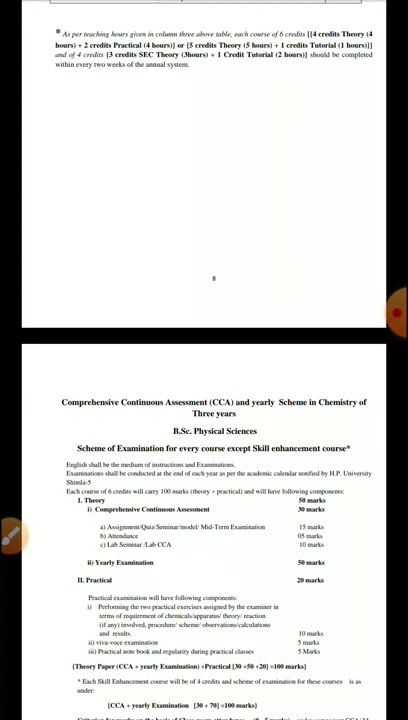 * As per teaching hours given in column three above table, each course of 6 credits [{4 credits Theory (4
hours) + 2 credits Practical (4 hours)} or {5 credits Theory (5 hours) + 1 credits Tutorial (1 hours)}]
and of 4 credits {3 credits SEC Theory (3hours) + 1 Credit Tutorial (2 hours)} should be completed
within every two weeks of the annual system.
8
Comprehensive Continuous Assessment (CCA) and yearly Scheme in Chemistry of
Three years
B.Sc. Physical Sciences
Scheme of Examination for every course except Skill enhancement course*
English shall be the medium of instructions and Examinations.
Examinations shall be conducted at the end of each year as per the academic calendar notified by H.P. University
Shimla-5
Each course of 6 credits will carry 100 marks (theory + practical) and will have following components:
1. Theory 50 marks
i) Comprehensive Continuous Assessment 30 marks
a) Assignment/Quiz/Seminar/model/ Mid-Term Examination 15 marks
b) Attendance 05 marks
c) Lab Seminar /Lab CCA 10 marks
ii) Yearly Examination 50 marks
II. Practical 20 marks
Practical examination will have following components:
i) Performing the two practical exercises assigned by the examiner in
terms of requirement of chemicals/apparatus/ theory/ reaction
(if any) involved, procedure/ scheme/ observations/calculations
and results. 10 marks
ii) viva-voce examination 5 marks
iii) Practical note book and regularity during practical classes 5 Marks
[Theory Paper (CCA + yearly Examination) +Practical [30 +50 +20] =100 marks]
* Each Skill Enhancement course will be of 4 credits and scheme of examination for these courses is as
under:
[CCA + yearly Examination [30 + 70] =100 marks]